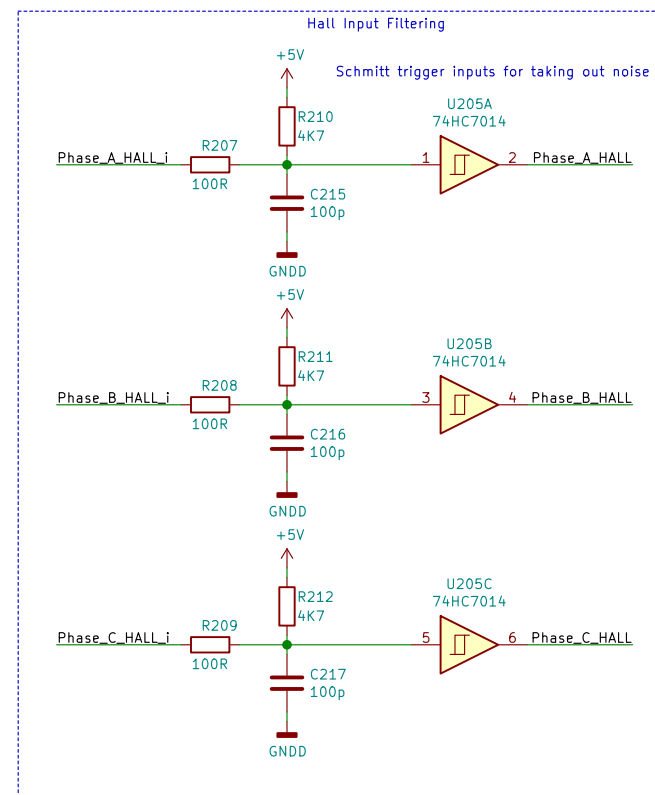 Hall Input Filtering
+5V
Schmitt trigger inputs for taking out noise
R210
4K7
U205A
74HC7014
Phase_A_HALL_i
R207
100R
1
2
Phase_A_HALL
C215
100p
GNDD
+5V
R211
4K7
U205B
74HC7014
Phase_B_HALL_i
R208
100R
3
4
Phase_B_HALL
C216
100p
GNDD
+5V
R212
4K7
U205C
74HC7014
Phase_C_HALL_i
R209
100R
5
6
Phase_C_HALL
C217
100p
GNDD